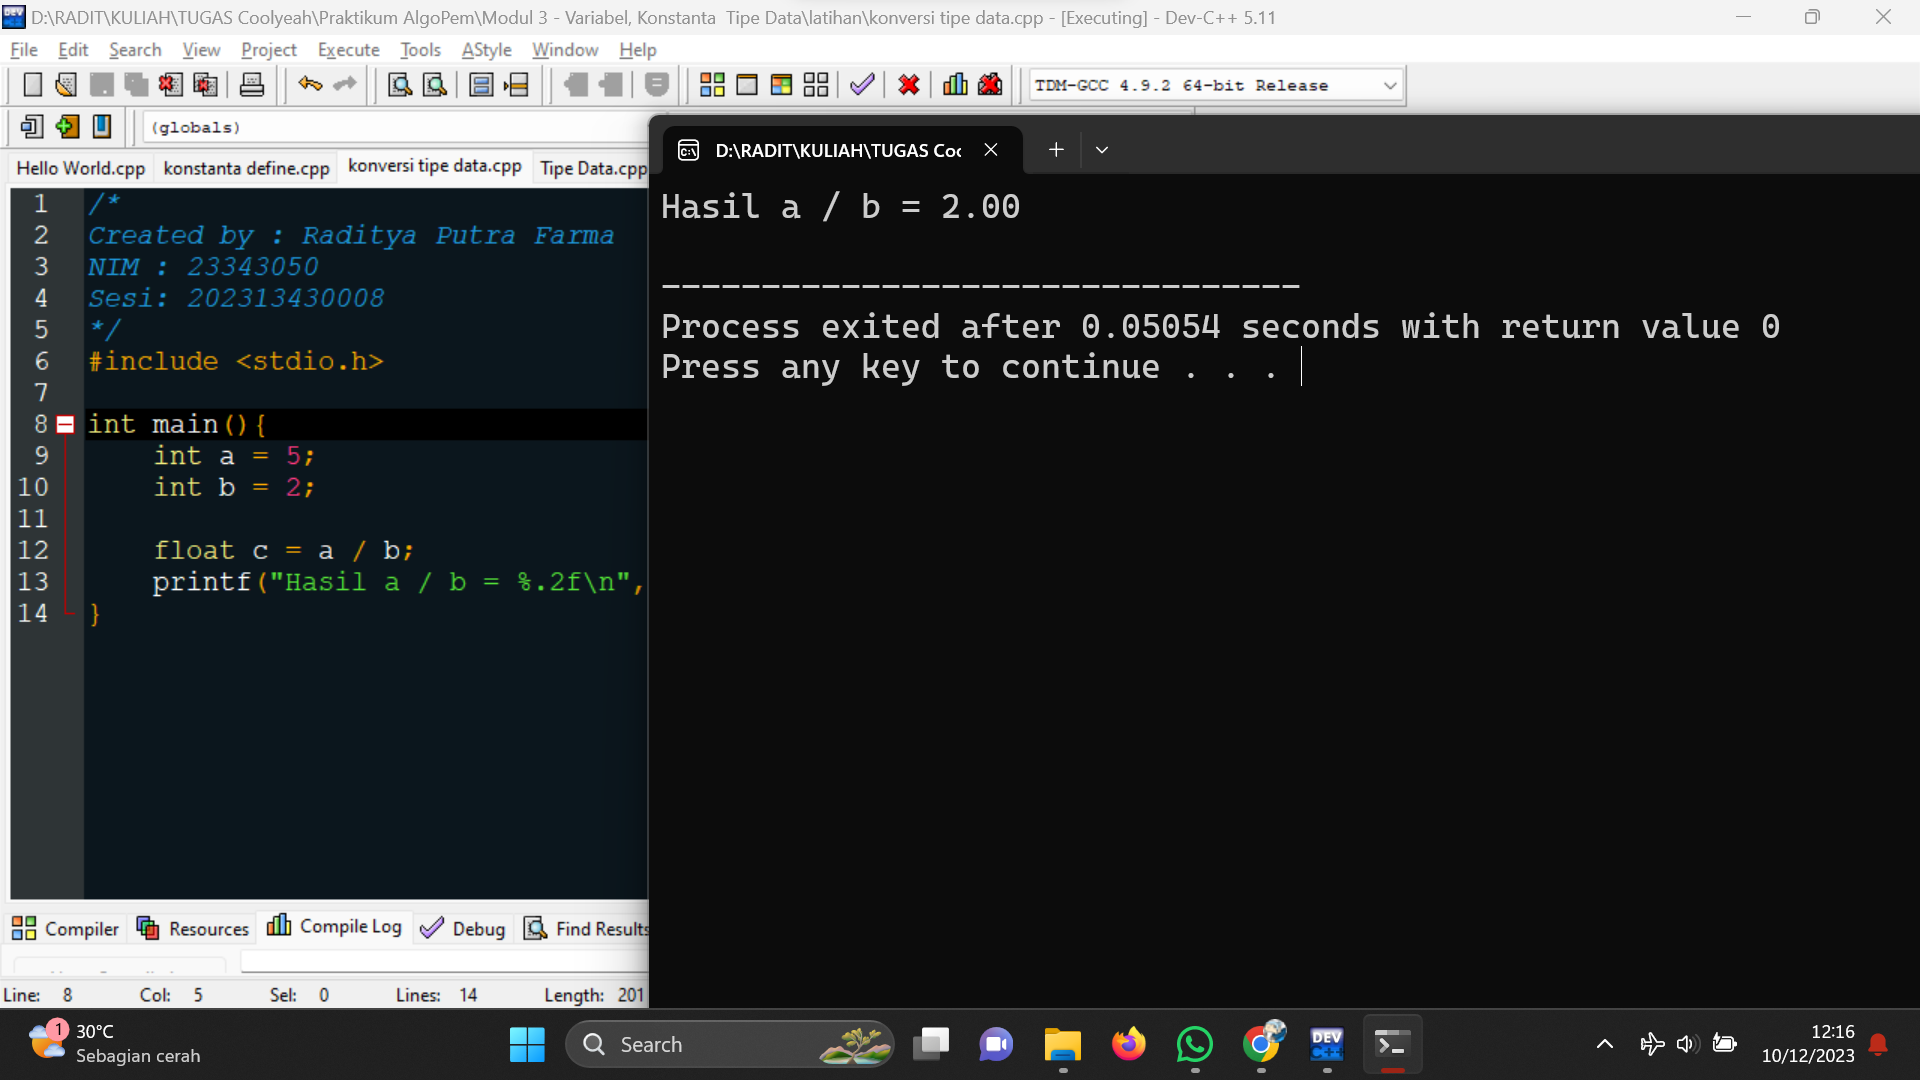 D:\RADIT\KULIAH\TUGAS Coolyeah\Praktikum AlgoPem\Modul 3 - Variabel, Konstanta  Tipe Data\latihan\konversi tipe data.cpp - [Executing] - Dev-C++ 5.11
File Edit Search View Project Execute Tools AStyle Window Help
TDM-GCC 4.9.2 64-bit Release
(globals)
Hello World.cpp konstanta define.cpp konversi tipe data.cpp Tipe Data.cpp
1 /*
2 Created by : Raditya Putra Farma
3 NIM : 23343050
4 Sesi: 202313430008
5 */
6 #include <stdio.h>
7
8 int main(){
9 int a = 5;
10 int b = 2;
11
12 float c = a / b;
13 printf("Hasil a / b = %.2f\n",
14 }
D:\RADIT\KULIAH\TUGAS Coo
Hasil a / b = 2.00
--------------------------------
Process exited after 0.05054 seconds with return value 0
Press any key to continue . . .
Compiler Resources Compile Log Debug Find Results
Line: 8 Col: 5 Sel: 0 Lines: 14 Length: 201
1
30°C
Sebagian cerah
Search
DEV C++
12:16
10/12/2023